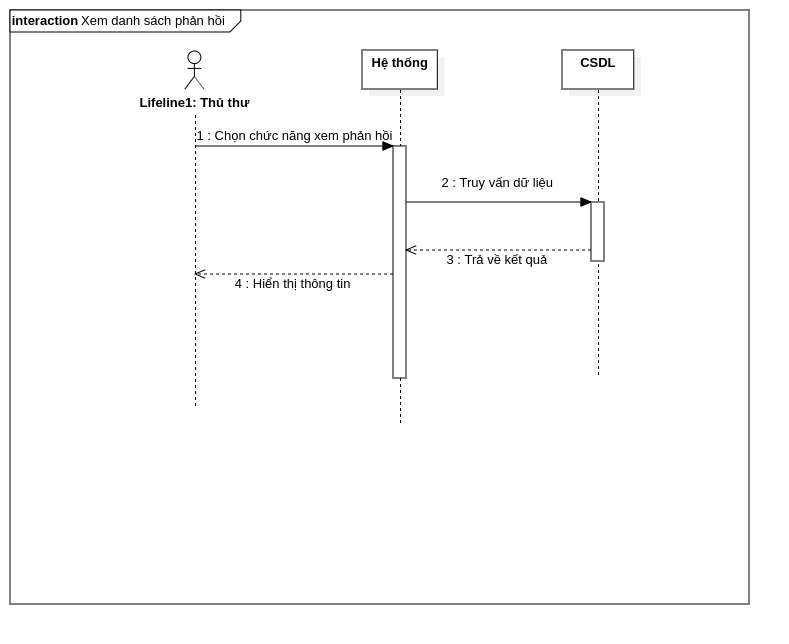 interaction Xem danh sách phản hồi
Hệ thống
CSDL
Lifeline1: Thủ thư
1 : Chọn chức năng xem phản hồi
2 : Truy vấn dữ liệu
3 : Trả về kết quả
4 : Hiển thị thông tin